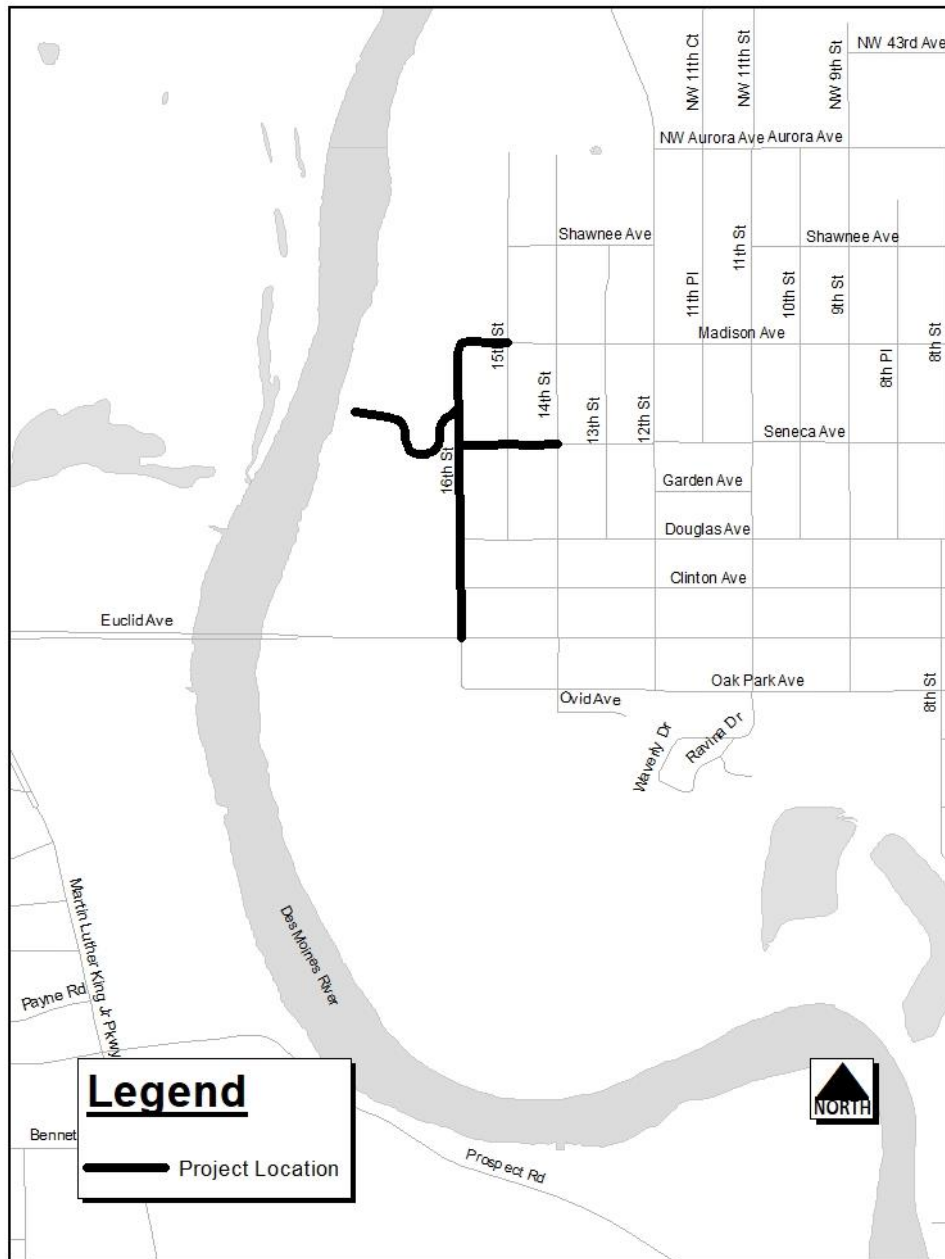 NW 11th Ct
NW 11th St
NW 9th St
NW 43rd Ave
NW Aurora Ave
Aurora Ave
Shawnee Ave
11th St
Shawnee Ave
11th Pl
10th St
9th St
15th St
Madison Ave
8th Pl
8th St
14th St
13th St
12th St
Seneca Ave
16th St
Garden Ave
Douglas Ave
Clinton Ave
Euclid Ave
Oak Park Ave
8th St
Ovid Ave
Waverly Dr
Ravina Dr
Martin Luther King Jr Pkwy
Des Moines River
Payne Rd
Legend
Project Location
NORTH
Bennet
Prospect Rd